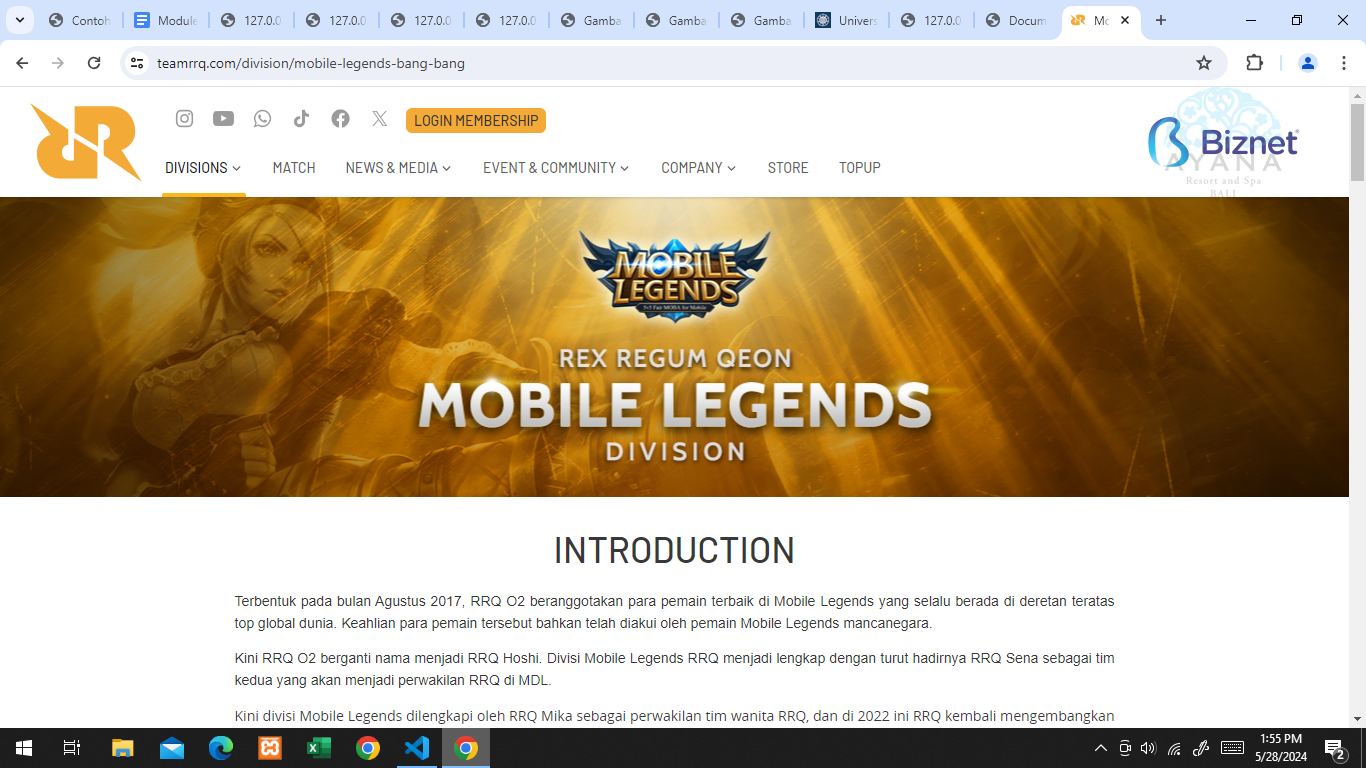 Contoh
Module
127.0.0
127.0.0
127.0.0
127.0.0
Gamba
Gamba
Gamba
Univers
127.0.0
Docum
Mo
teamrrq.com/division/mobile-legends-bang-bang
LOGIN MEMBERSHIP
Biznet
AYANA
Resort and Spa
BALI
DIVISIONS
MATCH
NEWS & MEDIA
EVENT & COMMUNITY
COMPANY
STORE
TOPUP
MOBILE
LEGENDS
5v5 Fair MOBA for Mobile
REX REGUM QEON
MOBILE LEGENDS
DIVISION
INTRODUCTION
Terbentuk pada bulan Agustus 2017, RRQ O2 beranggotakan para pemain terbaik di Mobile Legends yang selalu berada di deretan teratas
top global dunia. Keahlian para pemain tersebut bahkan telah diakui oleh pemain Mobile Legends mancanegara.
Kini RRQ O2 berganti nama menjadi RRQ Hoshi. Divisi Mobile Legends RRQ menjadi lengkap dengan turut hadirnya RRQ Sena sebagai tim
kedua yang akan menjadi perwakilan RRQ di MDL.
Kini divisi Mobile Legends dilengkapi oleh RRQ Mika sebagai perwakilan tim wanita RRQ, dan di 2022 ini RRQ kembali mengembangkan
1:55 PM
5/28/2024
2